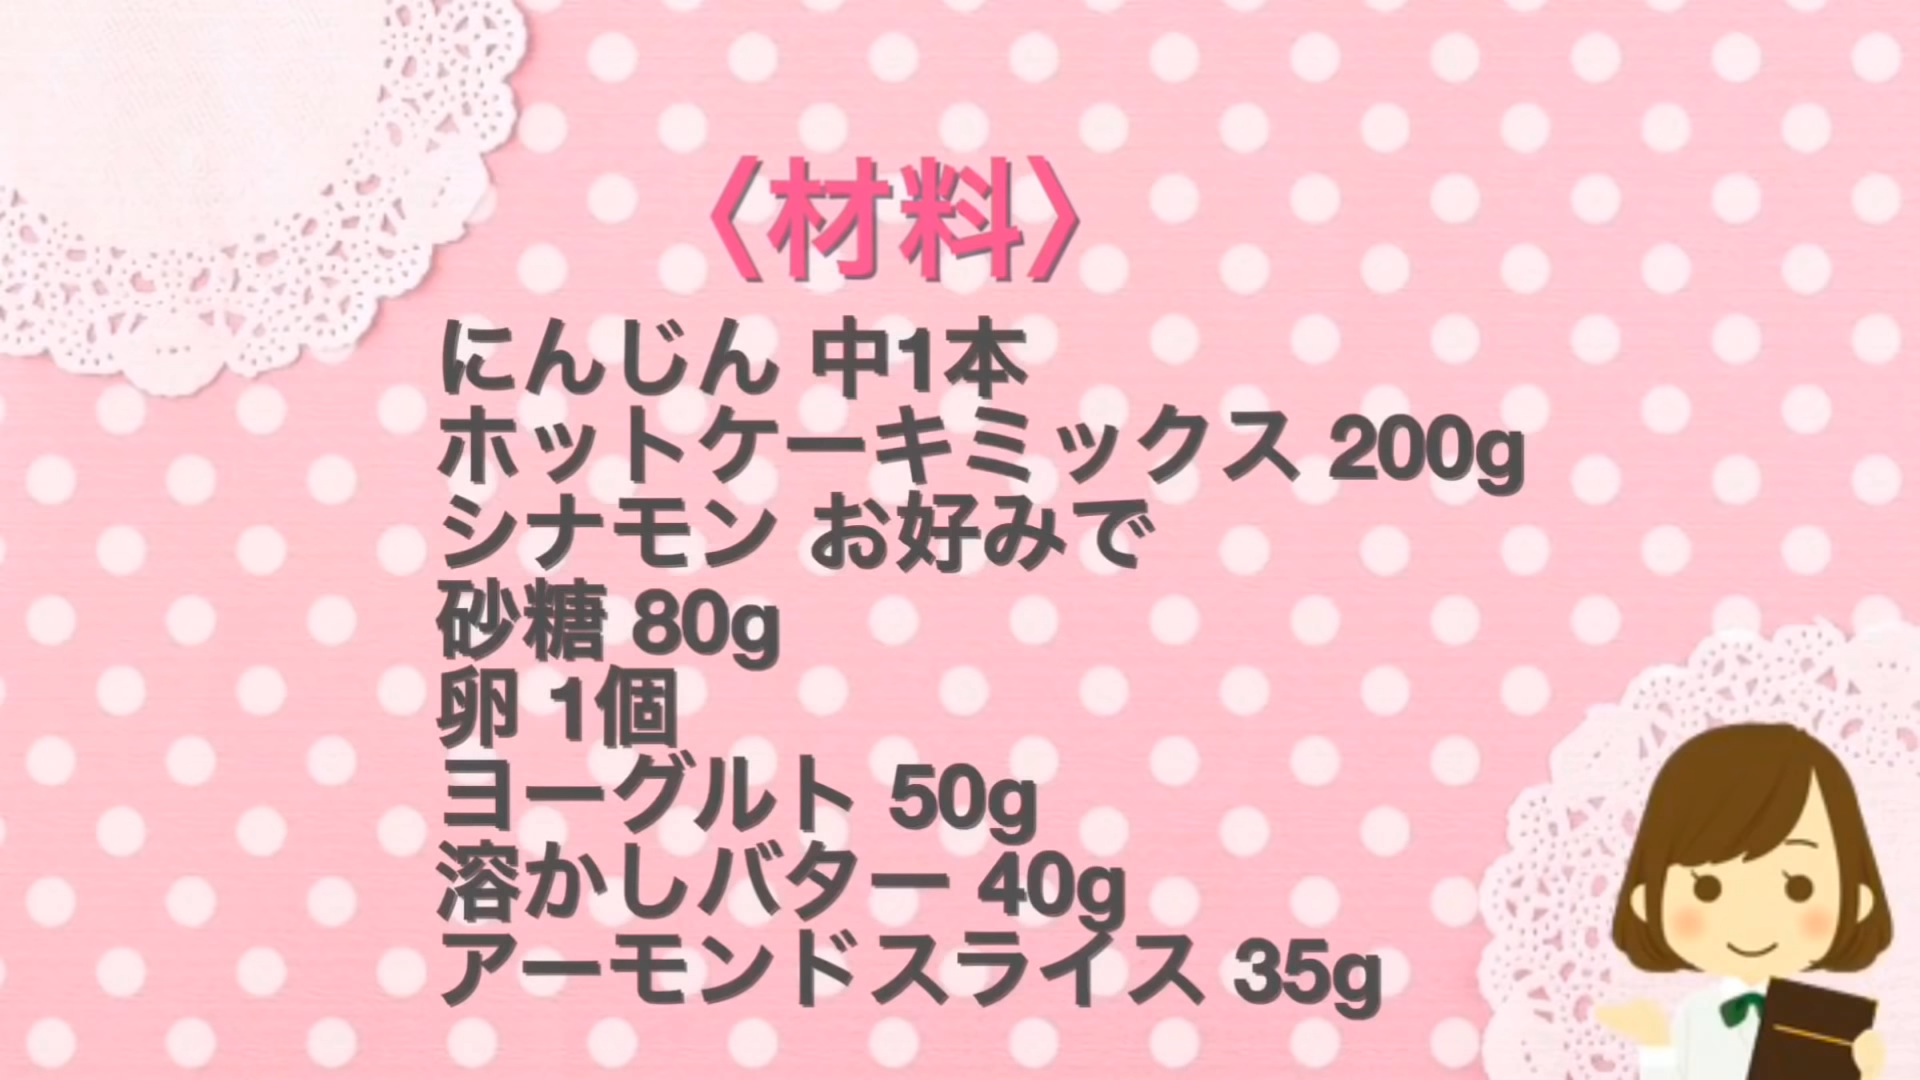 〈材料〉
にんじん 中1本
ホットケーキミックス 200g
シナモン お好みで
砂糖 80g
卵 1個
ヨーグルト 50g
溶かしバター 40g
アーモンドスライス 35g